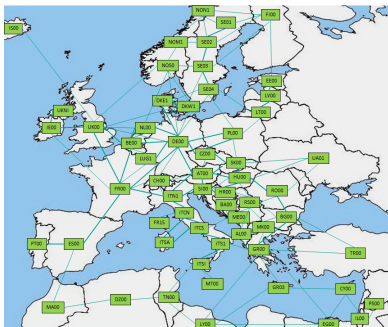 NON1
FI00
SE01
IS00
NOM1
SE02
NOS0
SE03
EE00
SE04
LV00
DKE1
UKNI
DKW1
LT00
IE00
UK00
NL00
PL00
BE00
DE00
CZ00
LUG1
SK00
UA01
AT00
HU00
CH00
FR00
SI00
HR00
RO00
ITN1
BA00
RS00
ITCN
ME00
BG00
FR15
MK00
ITCS
AL00
PT00
ES00
ITSA
ITS1
GR00
TR00
ITSI
MT00
GR03
CY00
DZ00
TN00
MA00
PS00
IL00
LY00
EG00